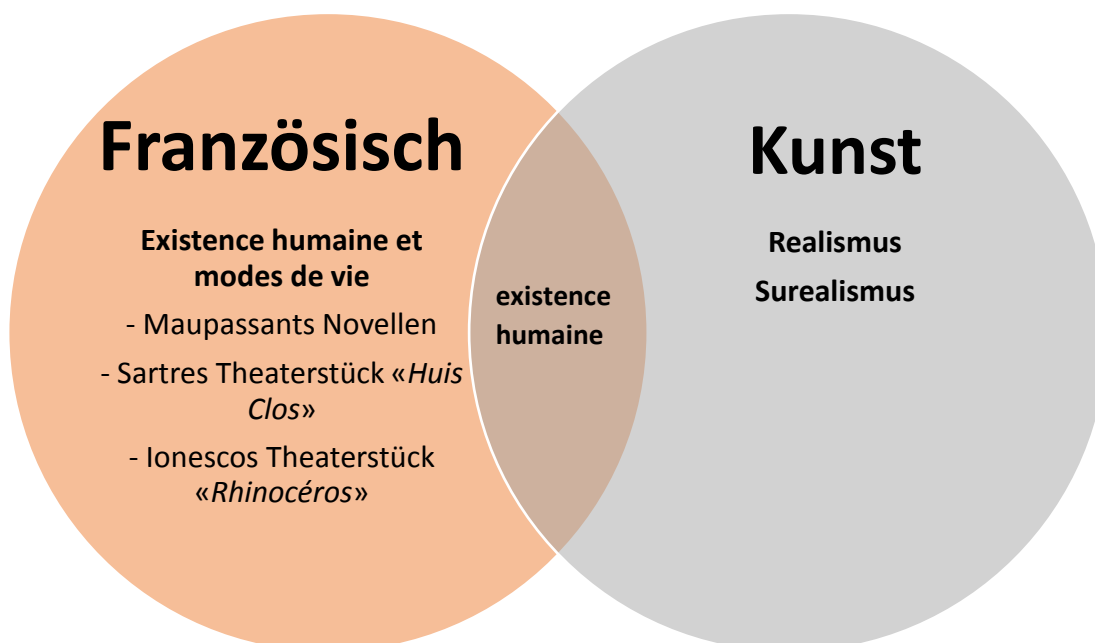 Französisch
Existence humaine et
modes de vie
- Maupassants Novellen
- Sartres Theaterstück «Huis
Clos»
- Ionescos Theaterstück
«Rhinocéros»
existence
humaine
Kunst
Realismus
Surealismus